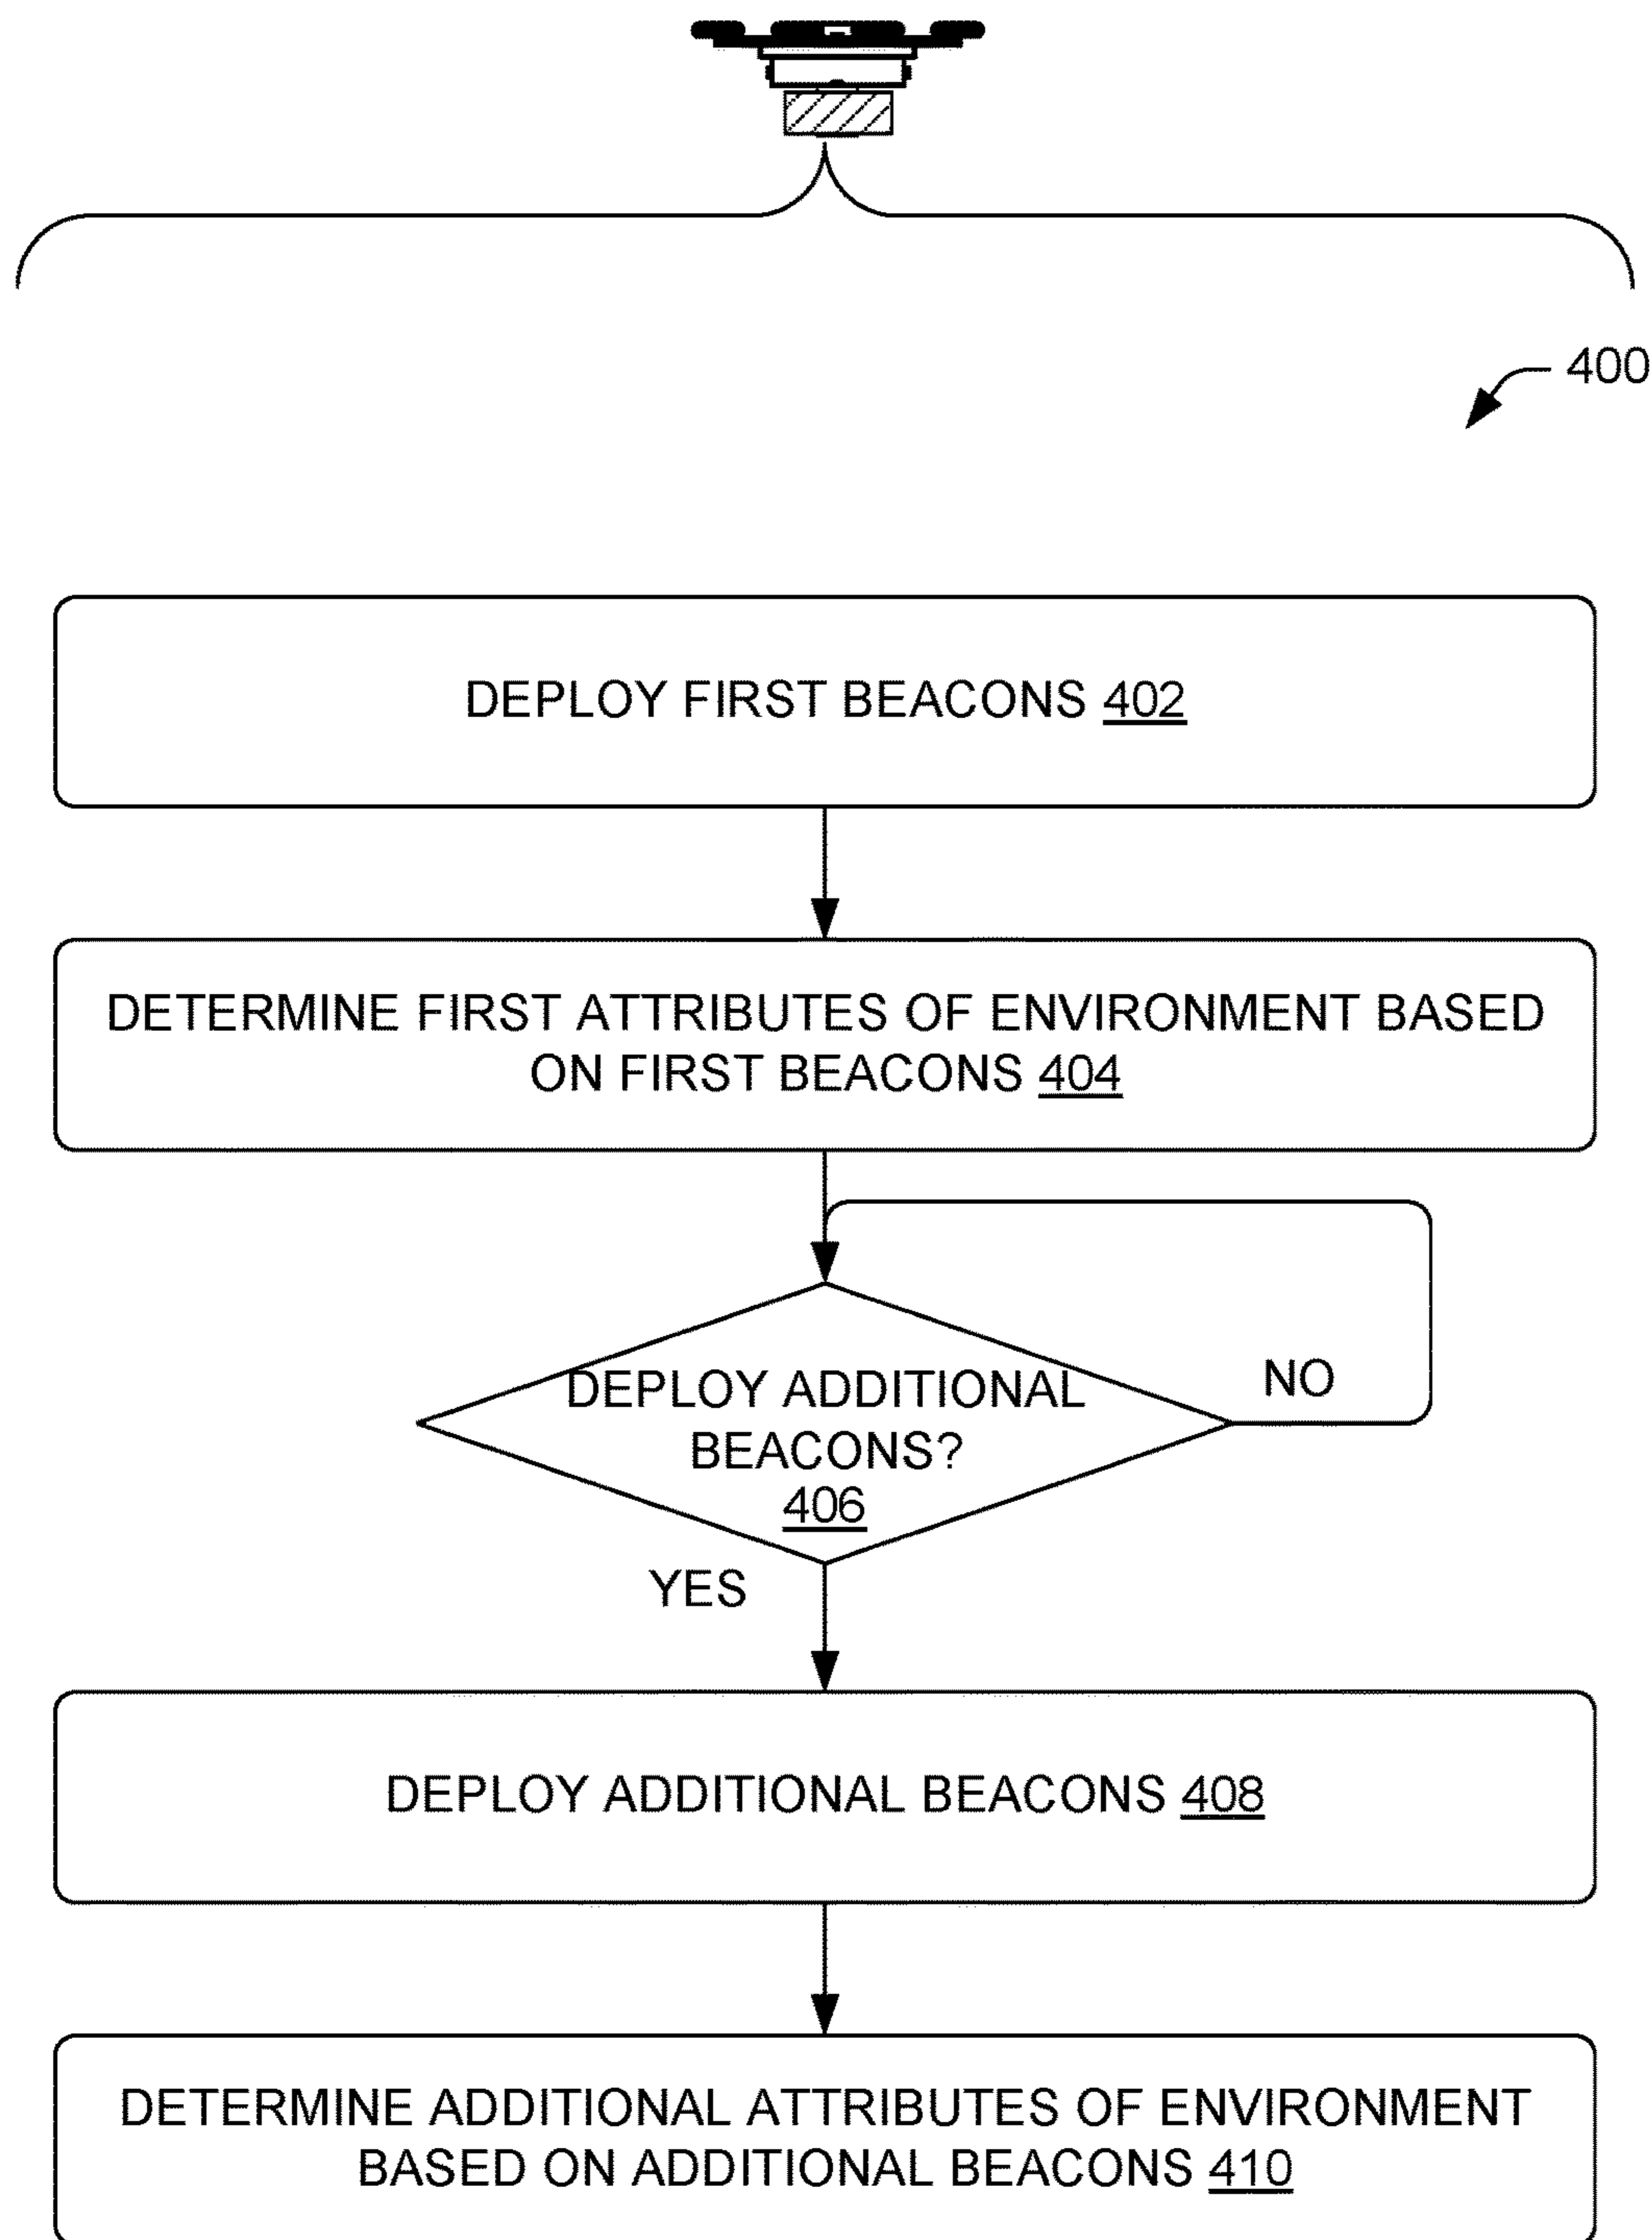 400
DEPLOY FIRST BEACONS 402
DETERMINE FIRST ATTRIBUTES OF ENVIRONMENT BASED
ON FIRST BEACONS 404
DEPLOY ADDITIONAL
BEACONS?
406
NO
YES
DEPLOY ADDITIONAL BEACONS 408
DETERMINE ADDITIONAL ATTRIBUTES OF ENVIRONMENT
BASED ON ADDITIONAL BEACONS 410